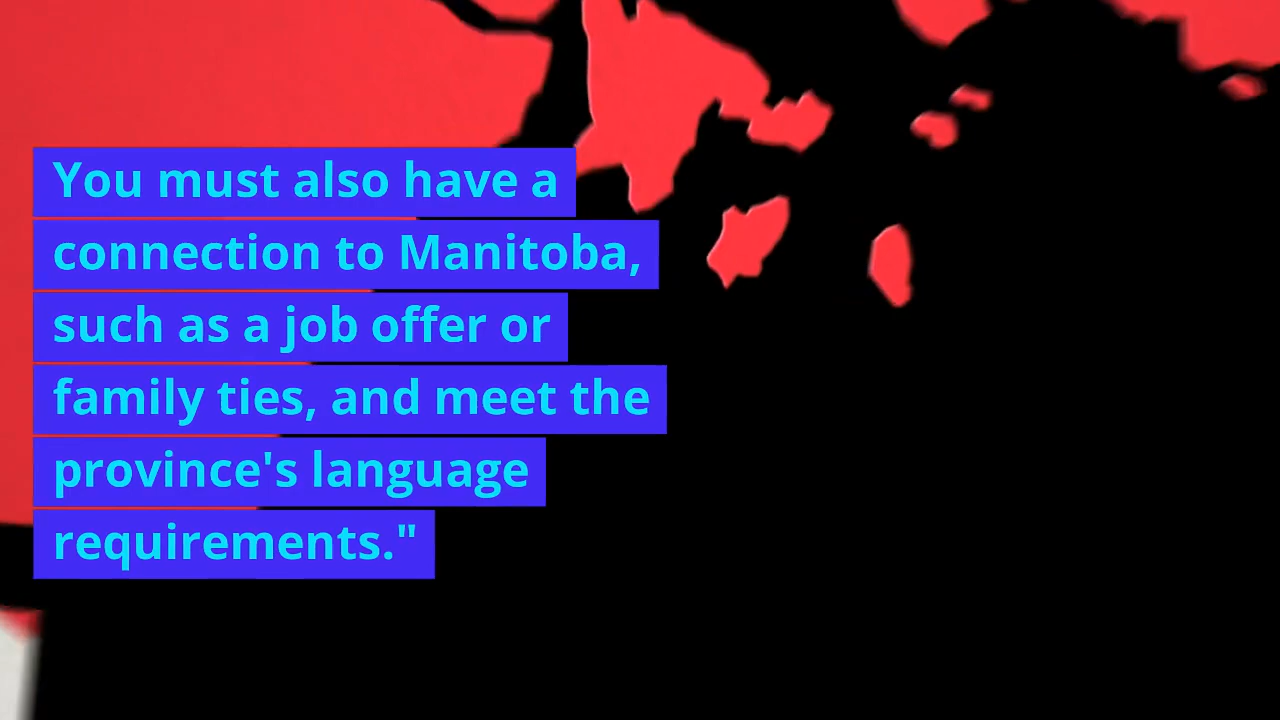 You must also have a
connection to Manitoba,
such as a job offer or
family ties, and meet the
province's language
requirements."